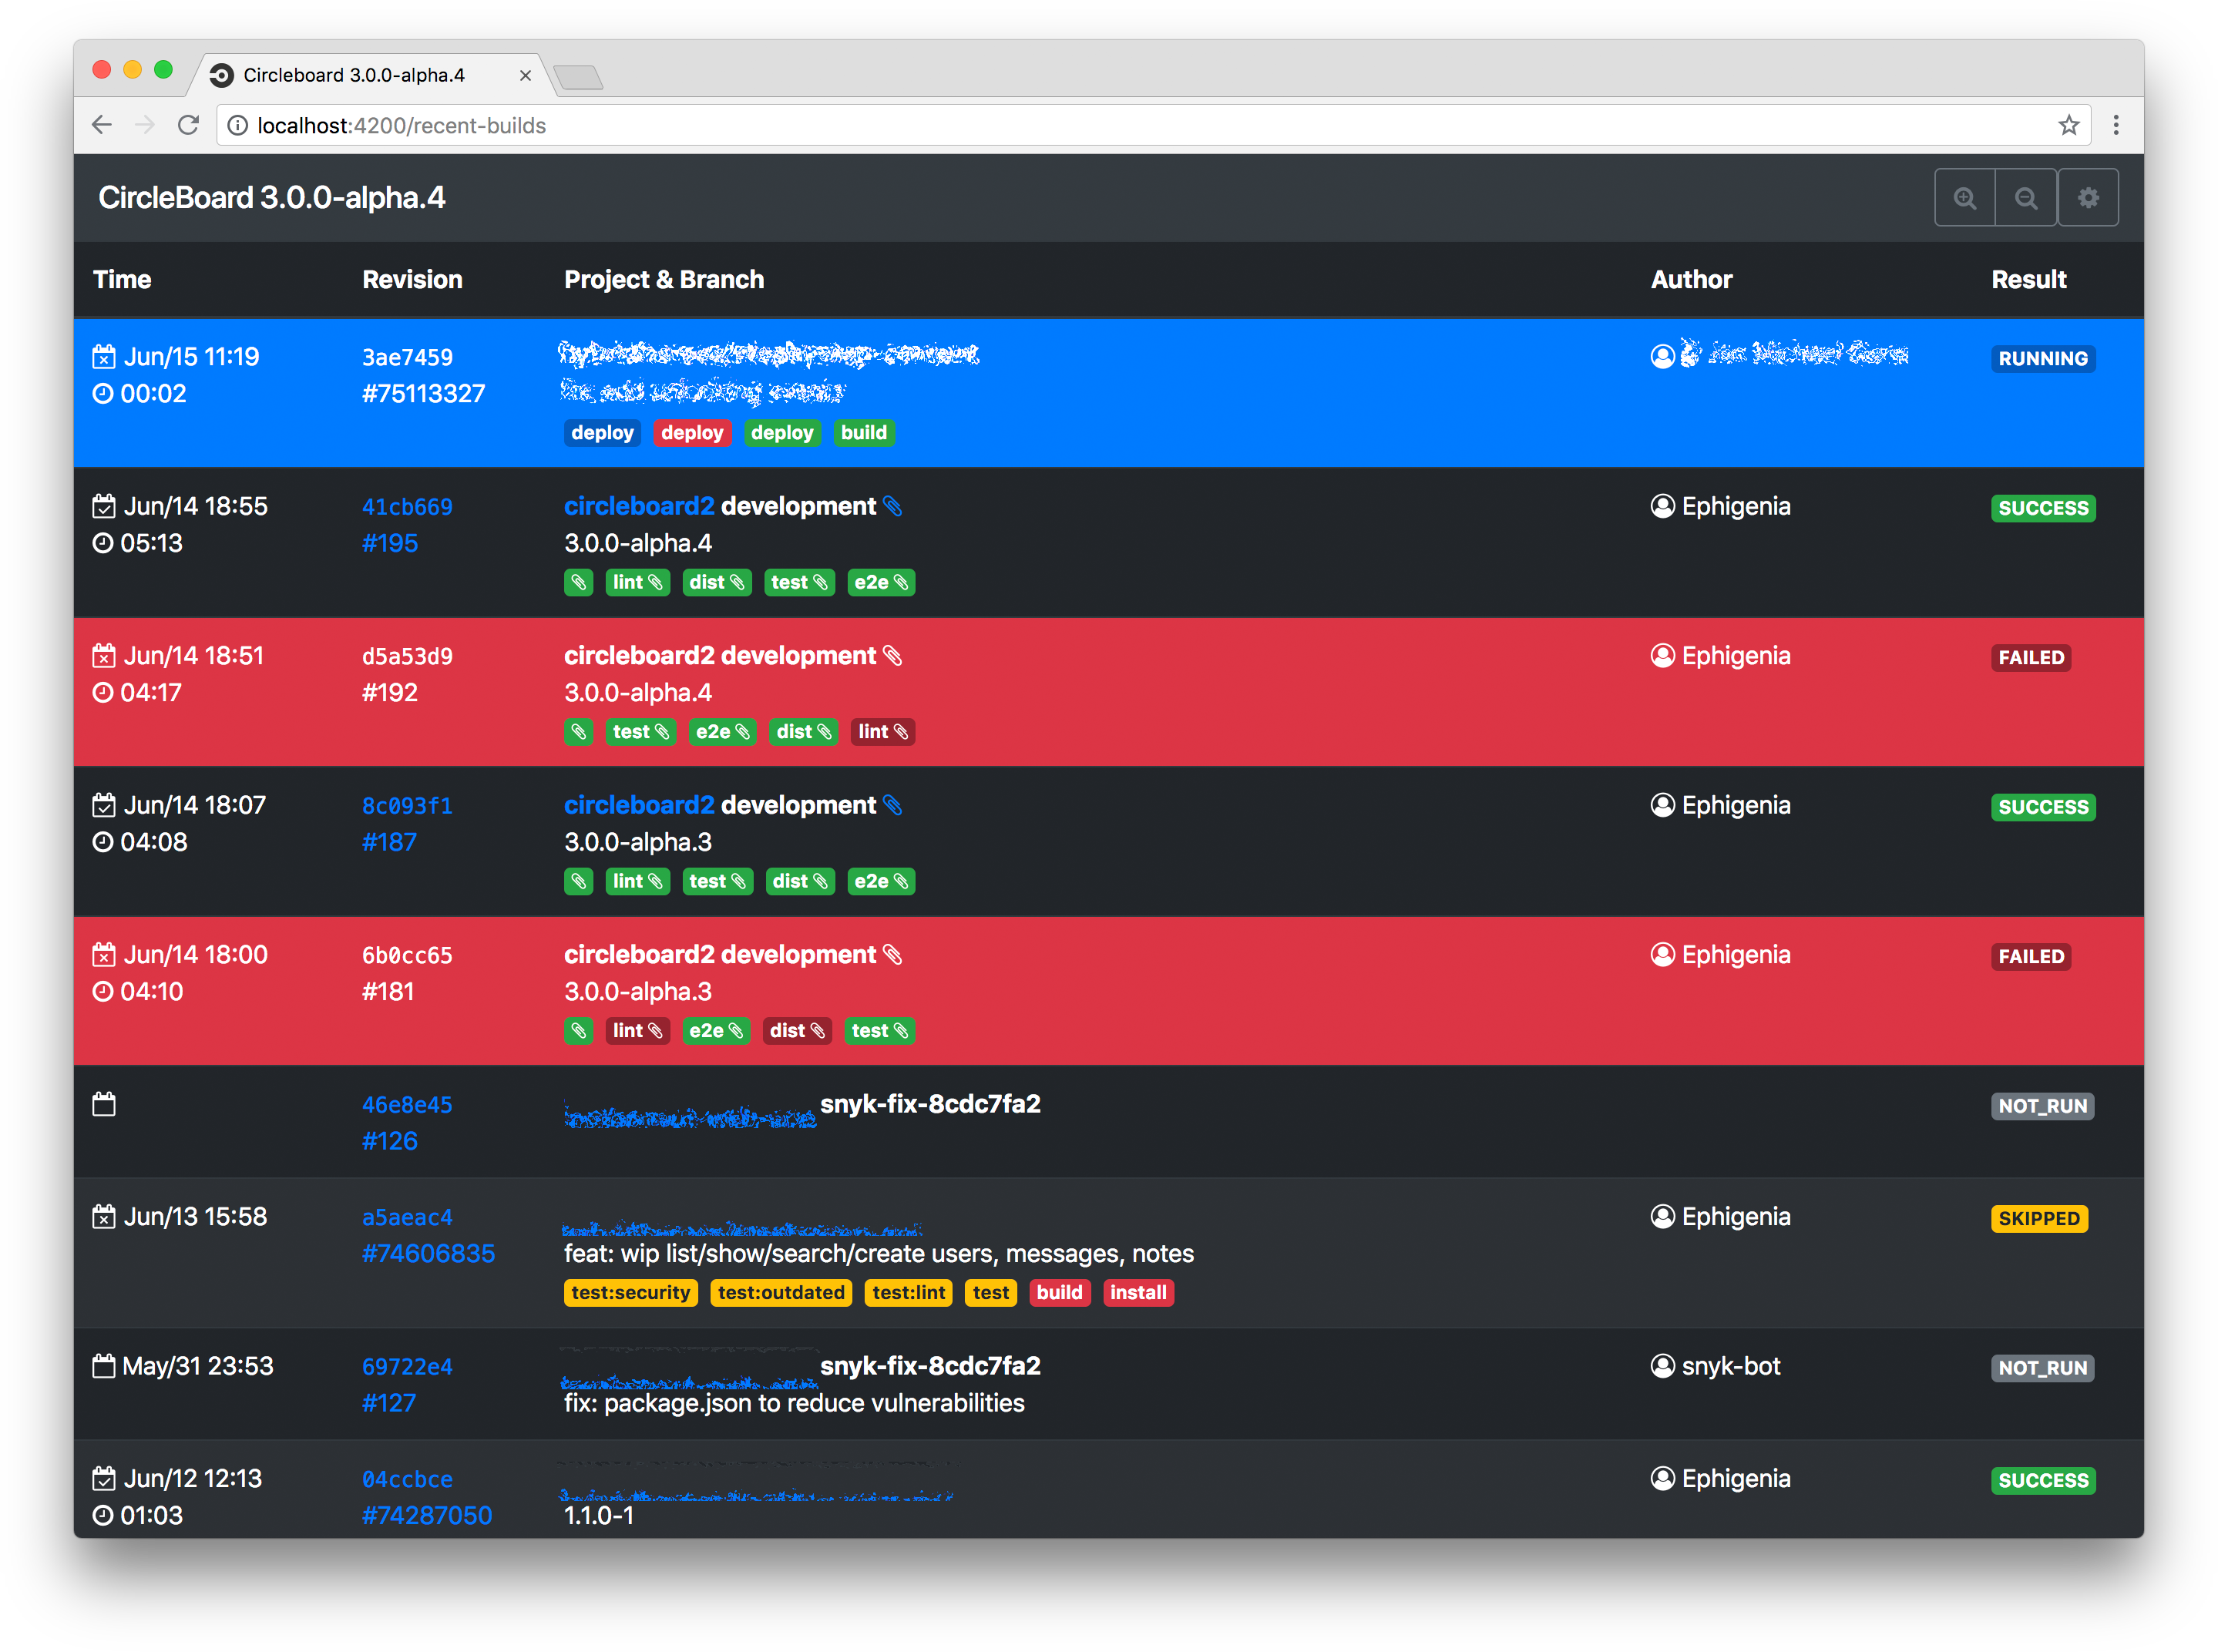 Circleboard 3.0.0-alpha.4
localhost:4200/recent-builds
CircleBoard 3.0.0-alpha.4
Time Revision Project & Branch Author Result
Jun/15 11:19 3ae7459 RUNNING
00:02 #75113327
deploy deploy deploy build
Jun/14 18:55 41cb669 circleboard2 development Ephigenia SUCCESS
05:13 #195 3.0.0-alpha.4
lint dist test e2e
Jun/14 18:51 d5a53d9 circleboard2 development Ephigenia FAILED
04:17 #192 3.0.0-alpha.4
test e2e dist lint
Jun/14 18:07 8c093f1 circleboard2 development Ephigenia SUCCESS
04:08 #187 3.0.0-alpha.3
lint test dist e2e
Jun/14 18:00 6b0cc65 circleboard2 development Ephigenia FAILED
04:10 #181 3.0.0-alpha.3
lint e2e dist test
46e8e45 snyk-fix-8cdc7fa2 NOT_RUN
#126
Jun/13 15:58 a5aeac4 Ephigenia SKIPPED
#74606835 feat: wip list/show/search/create users, messages, notes
test:security test:outdated test:lint test build install
May/31 23:53 69722e4 snyk-fix-8cdc7fa2 snyk-bot NOT_RUN
#127 fix: package.json to reduce vulnerabilities
Jun/12 12:13 04ccbce Ephigenia SUCCESS
01:03 #74287050 1.1.0-1